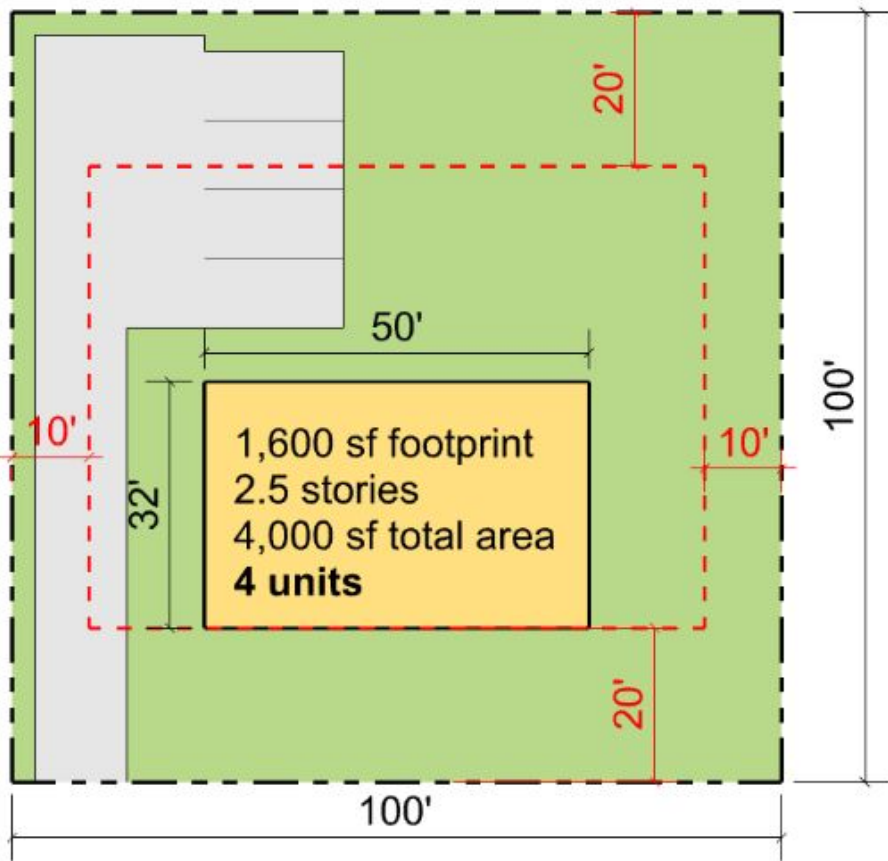 20'
50'
100'
10'
10'
32'
1,600 sf footprint
2.5 stories
4,000 sf total area
4 units
20'
100'